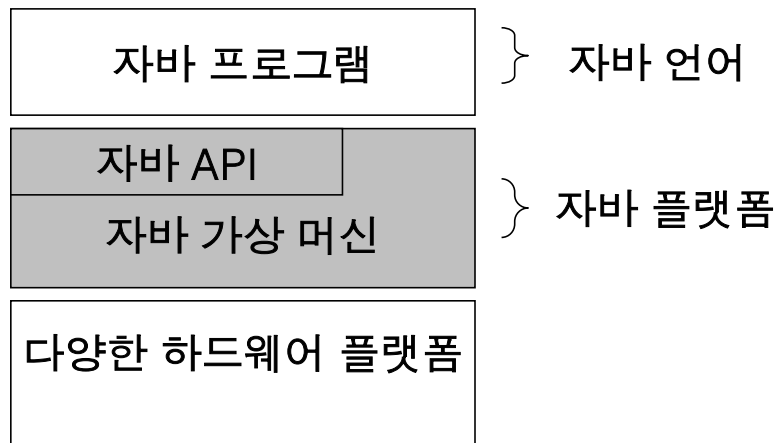 자바 프로그램
자바 언어
자바 API
자바 가상 머신
자바 플랫폼
다양한 하드웨어 플랫폼